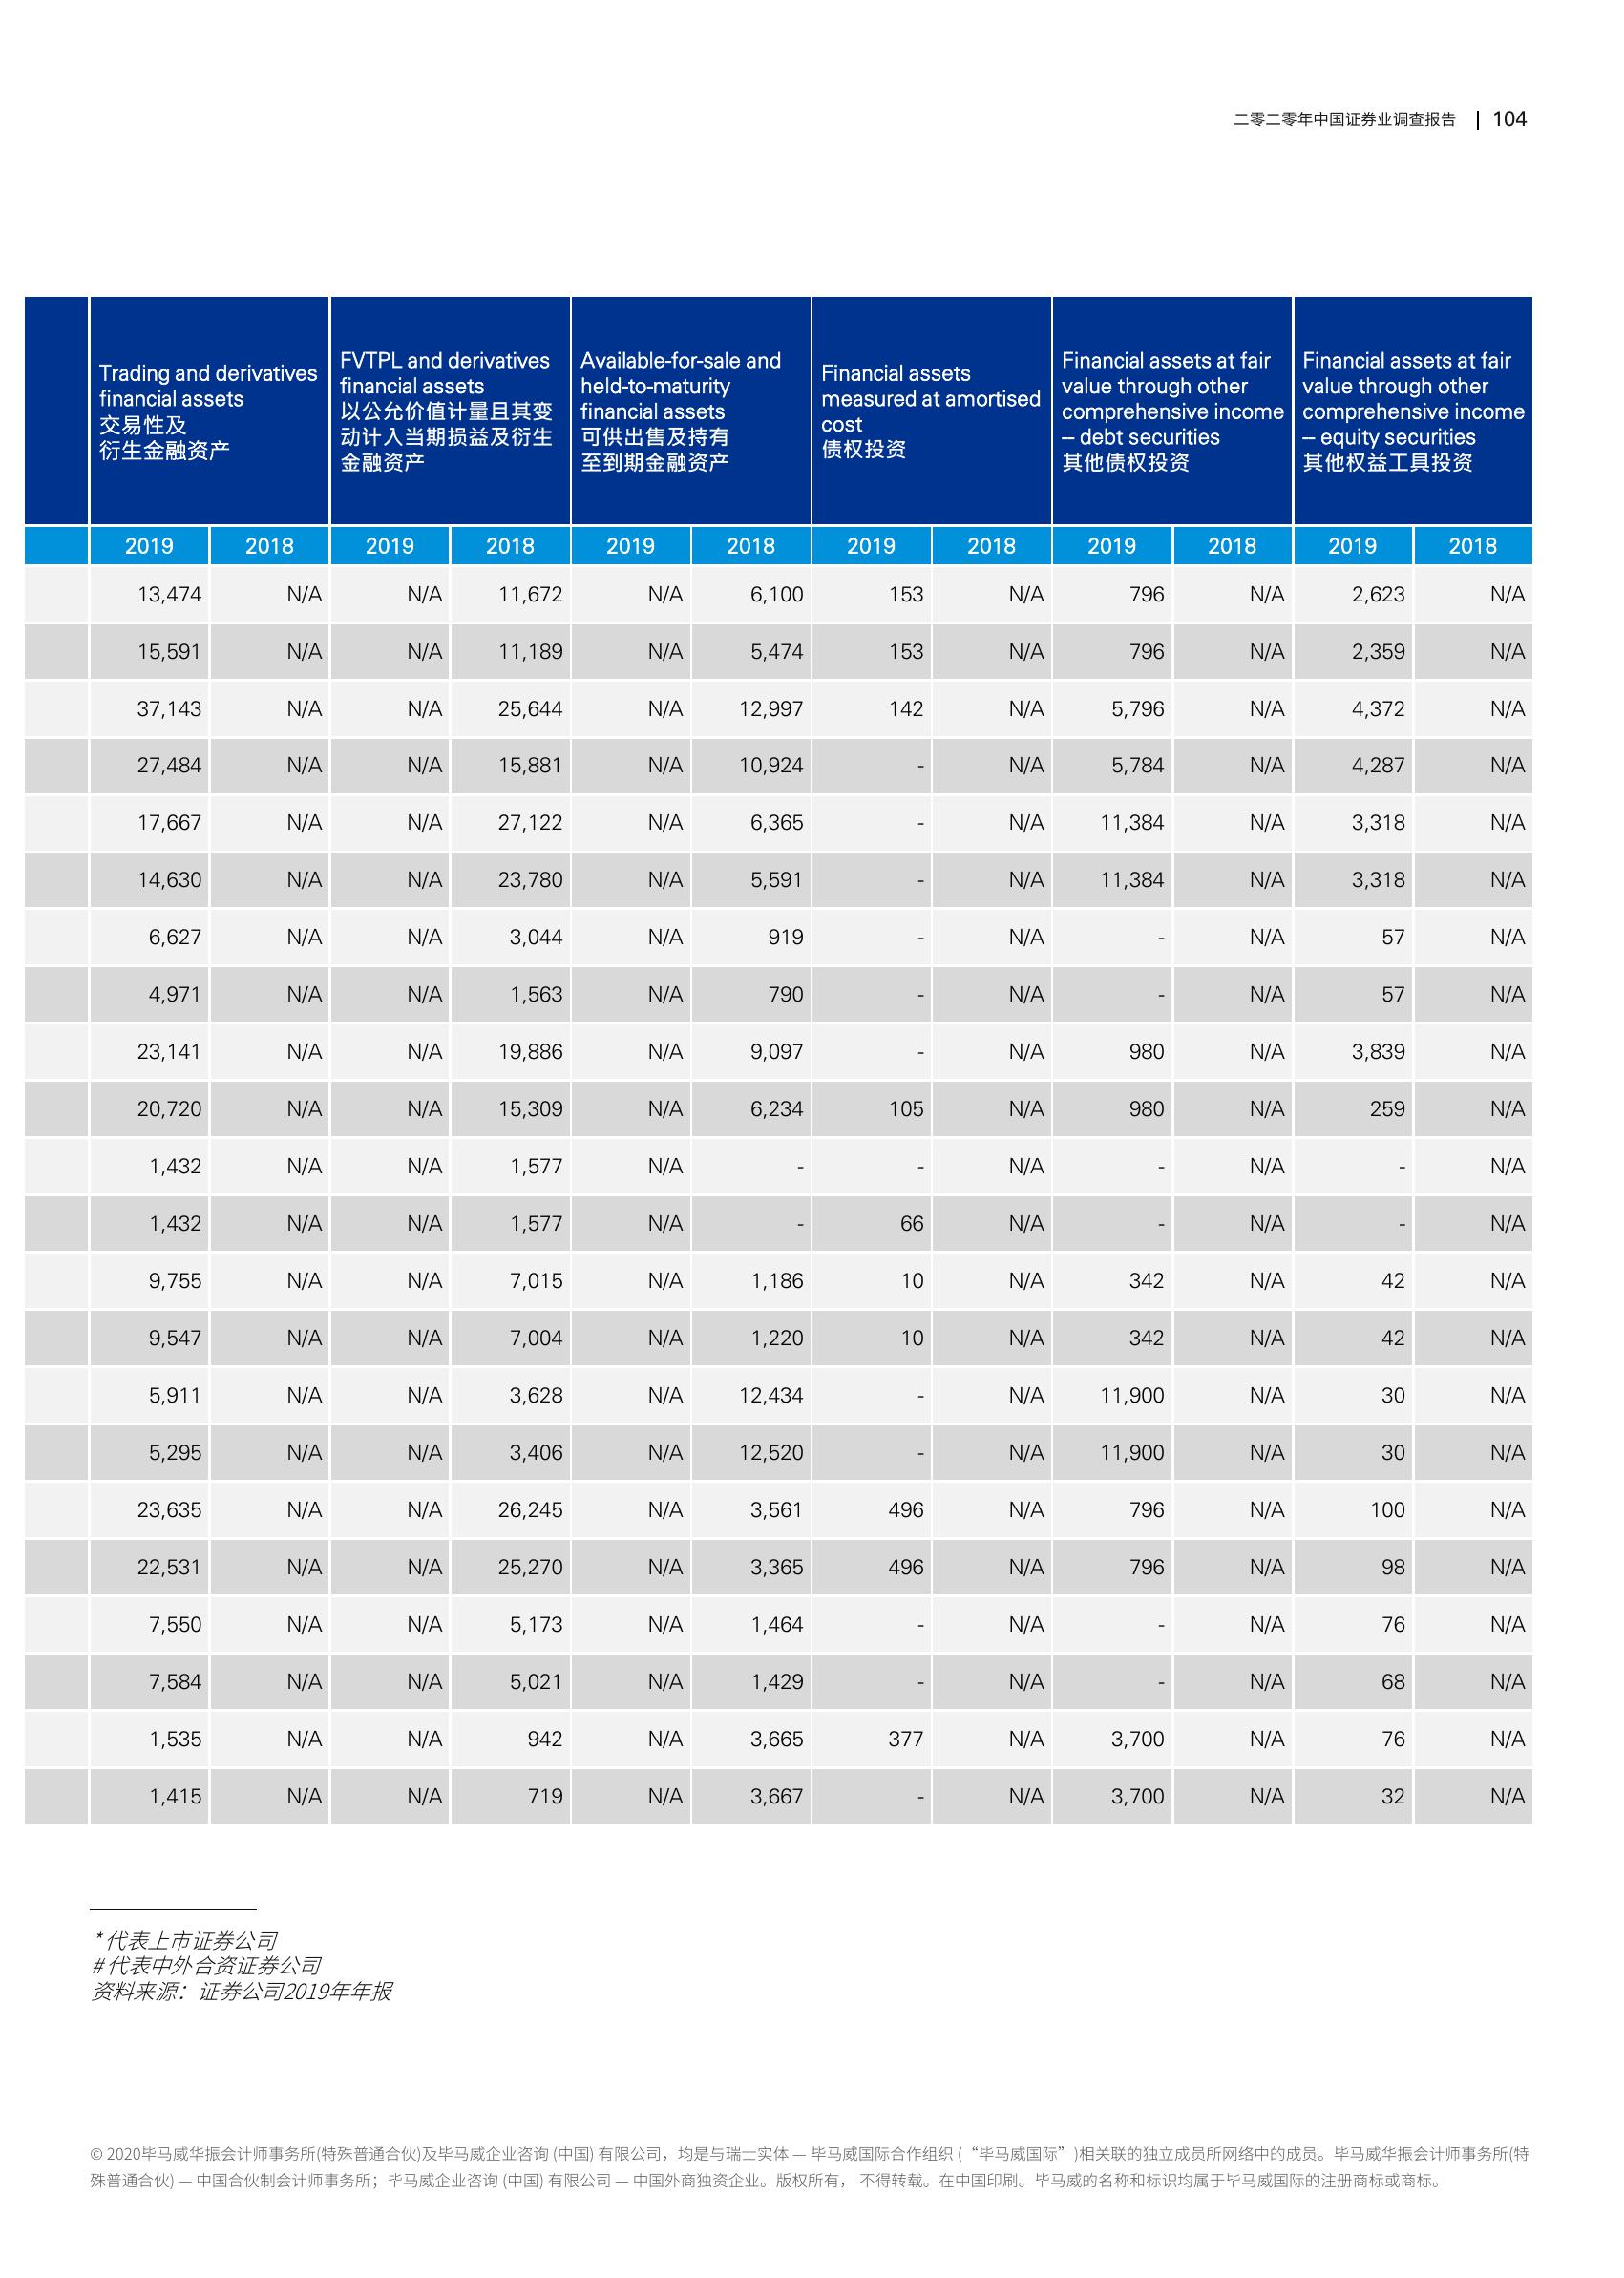 二零二零年中国证券业调查报告 | 104
Trading and derivatives
financial assets
交易性及
衍生金融资产
FVTPL and derivatives
financial assets
以公允价值计量且其变
动计入当期损益及衍生
金融资产
Available-for-sale and
held-to-maturity
financial assets
可供出售及持有
至到期金融资产
Financial assets
measured at amortised
cost
债权投资
Financial assets at fair
value through other
comprehensive income
– debt securities
其他债权投资
Financial assets at fair
value through other
comprehensive income
– equity securities
其他权益工具投资
2019 2018 2019 2018 2019 2018 2019 2018 2019 2018 2019 2018
13,474 N/A N/A 11,672 N/A 6,100 153 N/A 796 N/A 2,623 N/A
15,591 N/A N/A 11,189 N/A 5,474 153 N/A 796 N/A 2,359 N/A
37,143 N/A N/A 25,644 N/A 12,997 142 N/A 5,796 N/A 4,372 N/A
27,484 N/A N/A 15,881 N/A 10,924 - N/A 5,784 N/A 4,287 N/A
17,667 N/A N/A 27,122 N/A 6,365 - N/A 11,384 N/A 3,318 N/A
14,630 N/A N/A 23,780 N/A 5,591 - N/A 11,384 N/A 3,318 N/A
6,627 N/A N/A 3,044 N/A 919 - N/A - N/A 57 N/A
4,971 N/A N/A 1,563 N/A 790 - N/A - N/A 57 N/A
23,141 N/A N/A 19,886 N/A 9,097 - N/A 980 N/A 3,839 N/A
20,720 N/A N/A 15,309 N/A 6,234 105 N/A 980 N/A 259 N/A
1,432 N/A N/A 1,577 N/A - - N/A - N/A - N/A
1,432 N/A N/A 1,577 N/A - 66 N/A - N/A - N/A
9,755 N/A N/A 7,015 N/A 1,186 10 N/A 342 N/A 42 N/A
9,547 N/A N/A 7,004 N/A 1,220 10 N/A 342 N/A 42 N/A
5,911 N/A N/A 3,628 N/A 12,434 - N/A 11,900 N/A 30 N/A
5,295 N/A N/A 3,406 N/A 12,520 - N/A 11,900 N/A 30 N/A
23,635 N/A N/A 26,245 N/A 3,561 496 N/A 796 N/A 100 N/A
22,531 N/A N/A 25,270 N/A 3,365 496 N/A 796 N/A 98 N/A
7,550 N/A N/A 5,173 N/A 1,464 - N/A - N/A 76 N/A
7,584 N/A N/A 5,021 N/A 1,429 - N/A - N/A 68 N/A
1,535 N/A N/A 942 N/A 3,665 377 N/A 3,700 N/A 76 N/A
1,415 N/A N/A 719 N/A 3,667 - N/A 3,700 N/A 32 N/A
*代表上市证券公司
#代表中外合资证券公司
资料来源：证券公司2019年年报
© 2020毕马威华振会计师事务所(特殊普通合伙)及毕马威企业咨询 (中国) 有限公司，均是与瑞士实体 — 毕马威国际合作组织 (“毕马威国际”)相关联的独立成员所网络中的成员。毕马威华振会计师事务所(特
殊普通合伙) — 中国合伙制会计师事务所；毕马威企业咨询 (中国) 有限公司 — 中国外商独资企业。版权所有， 不得转载。在中国印刷。毕马威的名称和标识均属于毕马威国际的注册商标或商标。